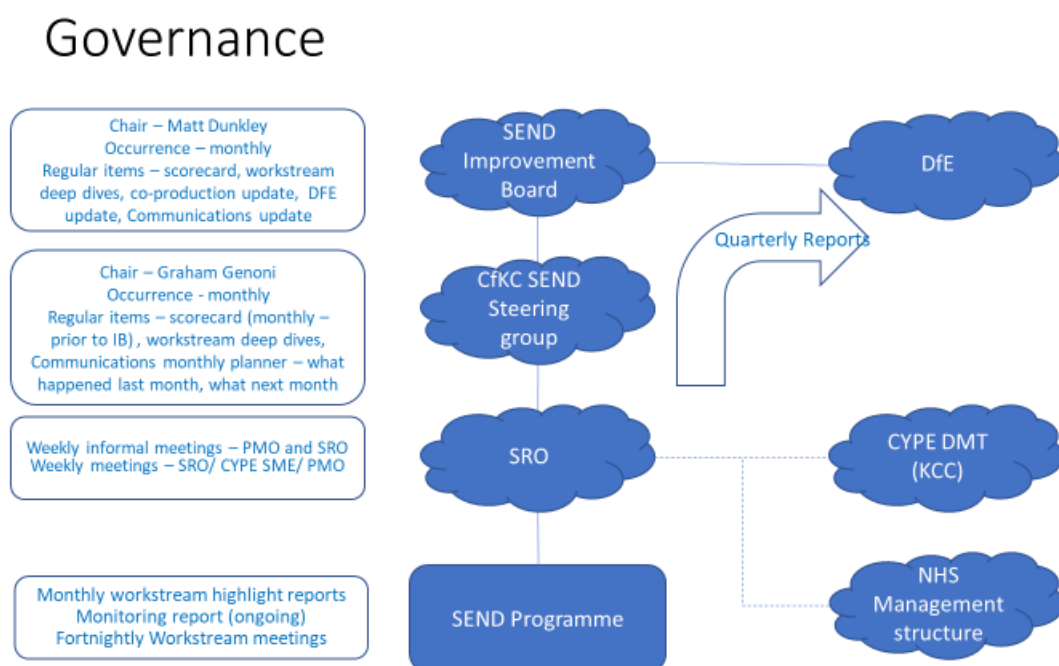 Governance
Chair – Matt Dunkley
Occurrence – monthly
Regular items – scorecard, workstream
deep dives, co-production update, DFE
update, Communications update
SEND
Improvement
Board
DfE
Quarterly Reports
Chair – Graham Genoni
Occurrence - monthly
Regular items – scorecard (monthly –
prior to IB) , workstream deep dives,
Communications monthly planner – what
happened last month, what next month
CfKC SEND
Steering
group
Weekly informal meetings – PMO and SRO
Weekly meetings – SRO/ CYPE SME/ PMO
SRO
CYPE DMT
(KCC)
Monthly workstream highlight reports
Monitoring report (ongoing)
Fortnightly Workstream meetings
SEND Programme
NHS
Management
structure